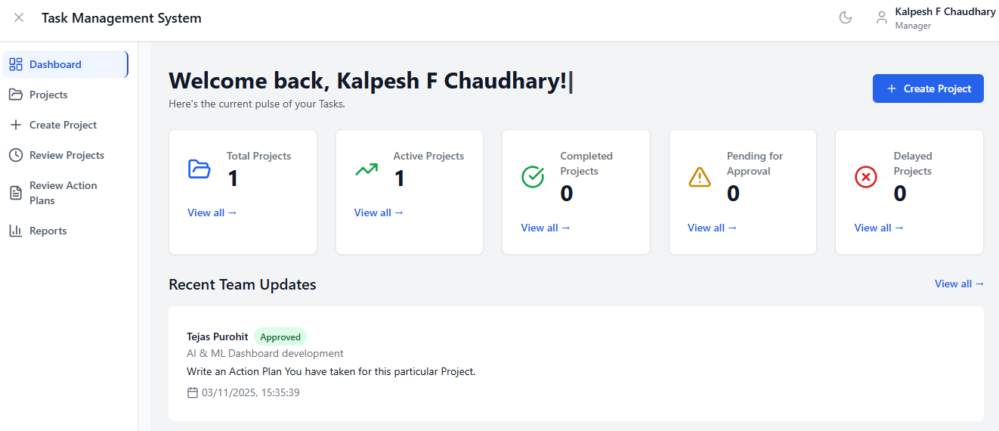 Task Management System
Kalpesh F Chaudhary
Manager
Dashboard
Projects
Create Project
Review Projects
Review Action
Plans
Reports
Welcome back, Kalpesh F Chaudhary!|
Here's the current pulse of your Tasks.
+ Create Project
Total Projects
1
View all →
Active Projects
1
View all →
Completed
Projects
0
View all →
Pending for
Approval
0
View all →
Delayed
Projects
0
View all →
Recent Team Updates
View all →
Tejas Purohit Approved
AI & ML Dashboard development
Write an Action Plan You have taken for this particular Project.
03/11/2025, 15:35:39